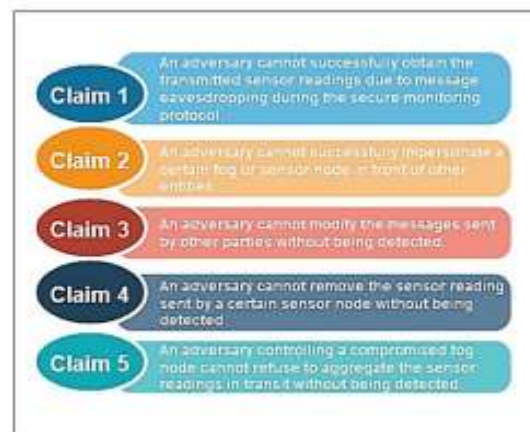 Claim 1
An adversary cannot successfully obtain the
transmitted sensor readings due to message
eavesdropping during the secure monitoring
protocol
Claim 2
An adversary cannot successfully impersonate a
certain fog or sensor node in front of other
entities.
Claim 3
An adversary cannot modify the messages sent
by other parties without being detected.
Claim 4
An adversary cannot remove the sensor reading
sent by a certain sensor node without being
detected
Claim 5
An adversary controlling a compromised fog
node cannot refuse to aggregate the sensor
readings in transit without being detected.